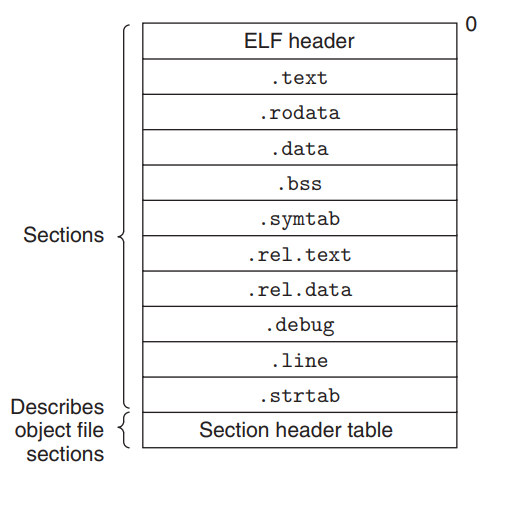 0
ELF header
.text
.rodata
.data
.bss
.symtab
Sections
.rel.text
.rel.data
.debug
.line
.strtab
Describes
object file
sections
Section header table